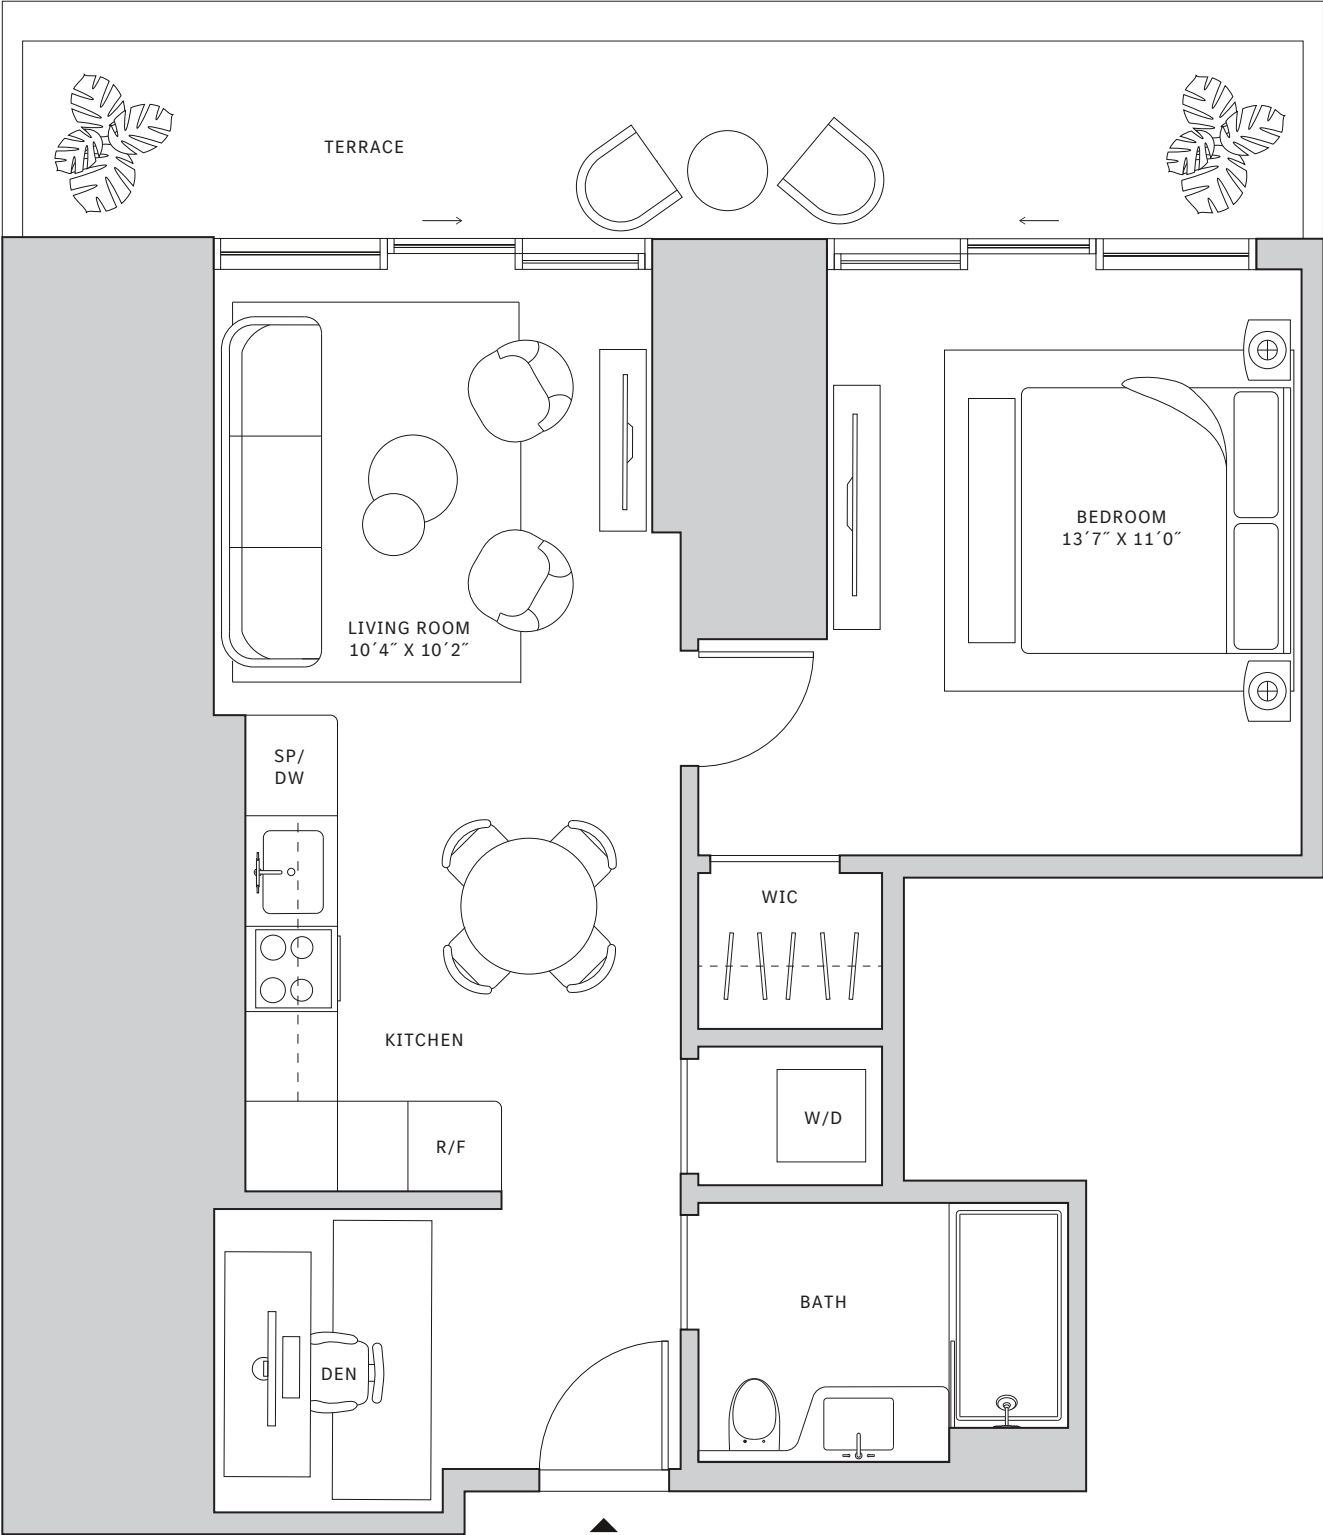 TERRACE
BEDROOM
13´7˝ X 11´0˝
LIVING ROOM
10´4˝ X 10´2˝
SP/
DW
WIC
KITCHEN
W/D
R/F
BATH
DEN